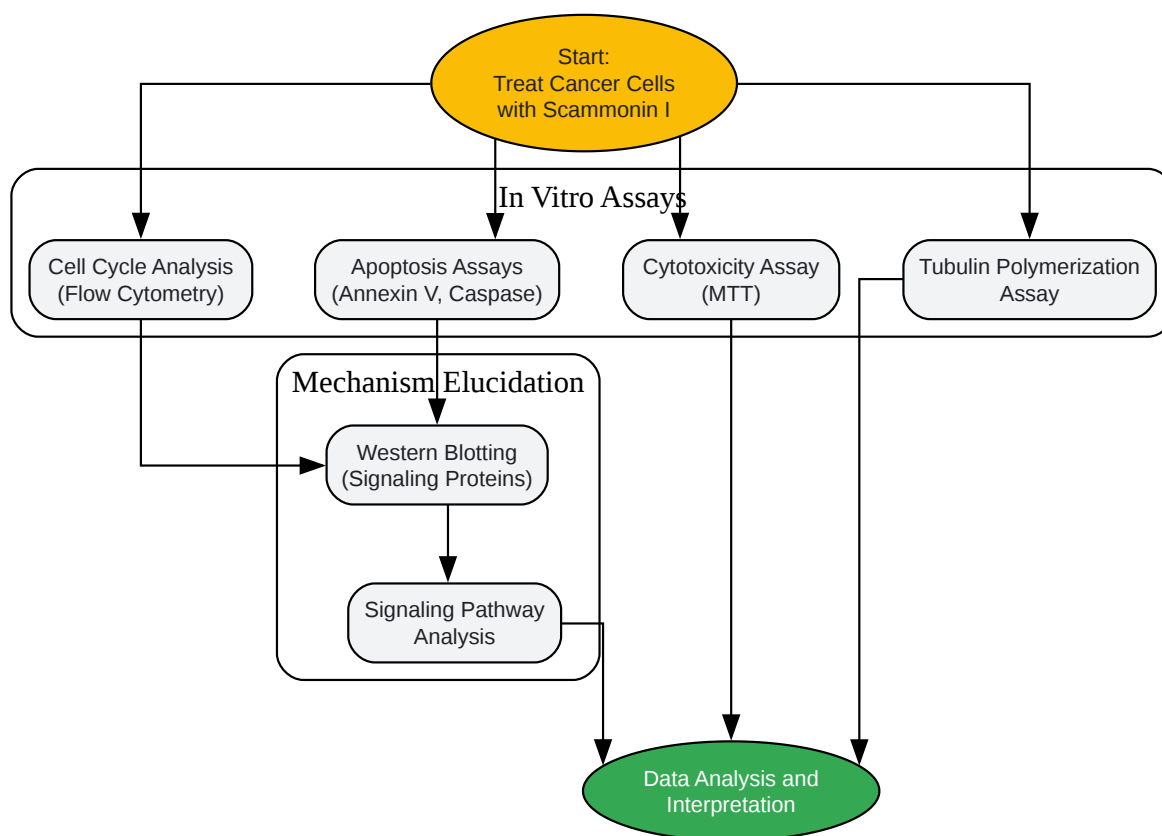 Start:
Treat Cancer Cells
with Scammonin I
In Vitro Assays
Cell Cycle Analysis
(Flow Cytometry)
Apoptosis Assays
(Annexin V, Caspase)
Cytotoxicity Assay
(MTT)
Tubulin Polymerization
Assay
Mechanism Elucidation
Western Blotting
(Signaling Proteins)
Signaling Pathway
Analysis
Data Analysis and
Interpretation